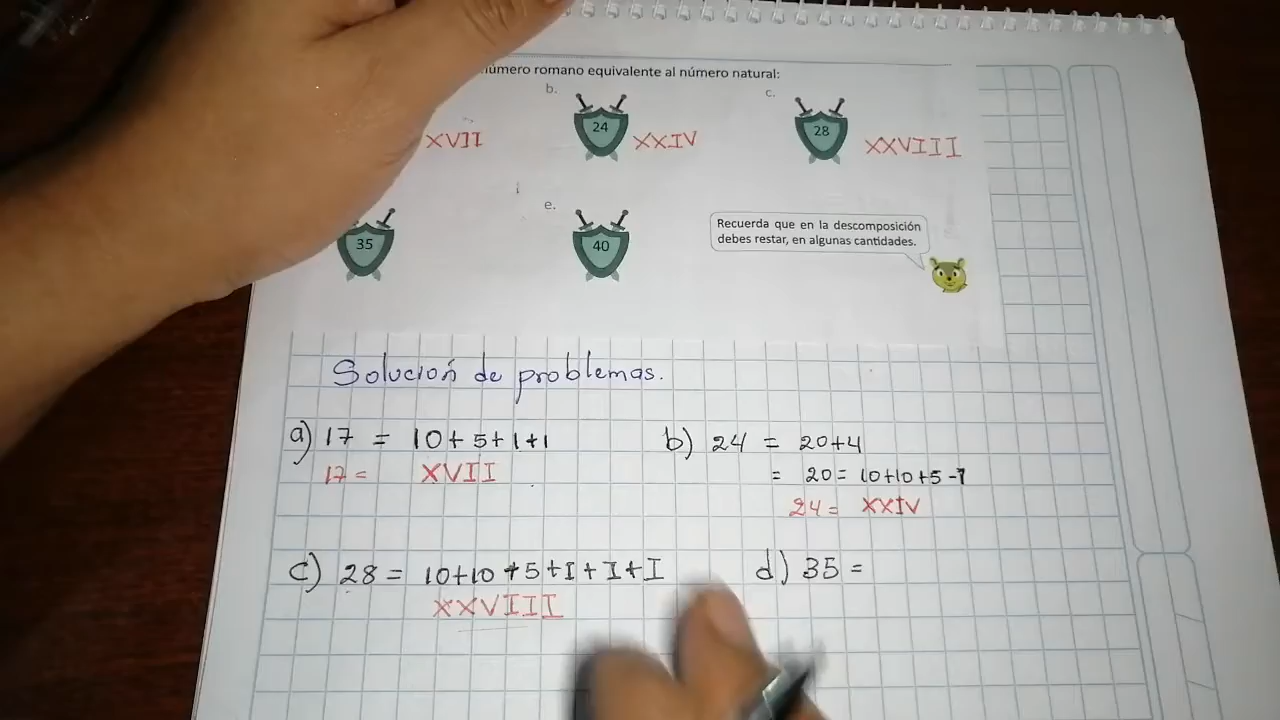 número romano equivalente al número natural:
b.
c.
24
28
XVII
XXIV
XXVIII
e.
35
40
Recuerda que en la descomposición
debes restar, en algunas cantidades.
Solución de problemas.
a) 17 = 10+5+1+1
17 = XVII
b) 24 = 20+4
= 20= 10+10+5-1
24= XXIV
c) 28 = 10+10+5+I+I+I
XXVIII
d) 35 =